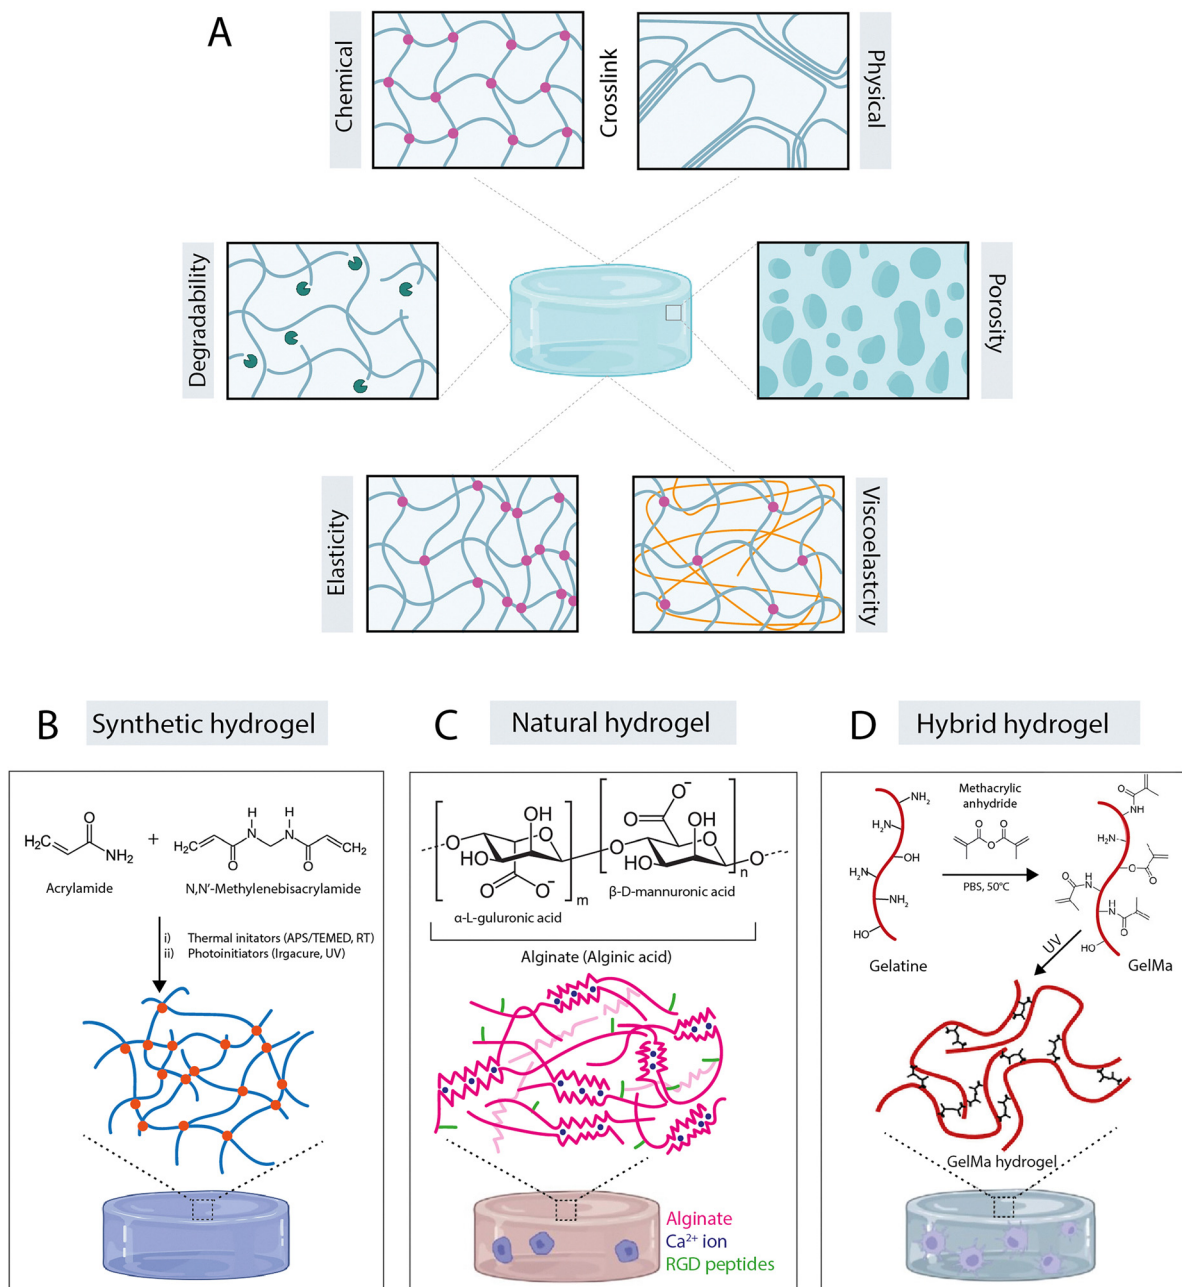 A
Chemical
Crosslink
Physical
Degradability
Porosity
Elasticity
Viscoelastcity
B
Synthetic hydrogel
O
H2C
NH2
Acrylamide
+
H
H
N
N
H2C
O
O
CH2
N,N′-Methylenebisacrylamide
i) Thermal initators (APS/TEMED, RT)
ii) Photoinitiators (Irgacure, UV)
C
Natural hydrogel
O
OH
O
HO
O
O-
m
α-L-guluronic acid
O-
O
OH
O
O
HO
O
n
β-D-mannuronic acid
Alginate (Alginic acid)
Alginate
Ca2+ ion
RGD peptides
D
Hybrid hydrogel
NH2
H2N
OH
H2N
NH2
HO
Gelatine
Methacrylic
anhydride
O
O
O
PBS, 50°C
O
NH
H2N
O
O
O
N
H
NH
O
HO
GelMa
UV
GelMa hydrogel